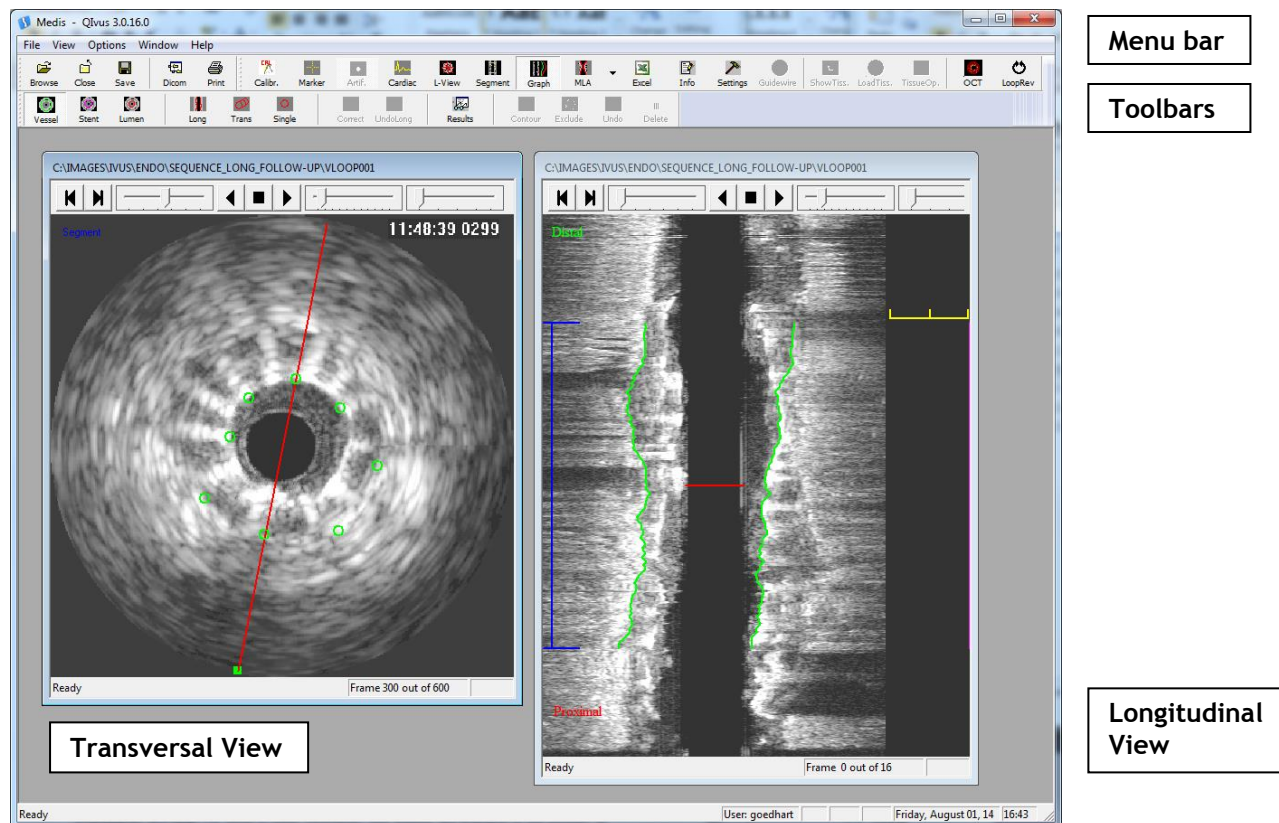 Medis - QIvus 3.0.16.0
File View Options Window Help
Browse Close Save Dicom Print Calibr. Marker Artif. Cardiac L-View Segment Graph MLA Excel Info Settings Guidewire ShowTiss. LoadTiss. TissueOp. OCT LoopRev
Vessel Stent Lumen Long Trans Single Correct UndoLong Results Contour Exclude Undo Delete
Menu bar
Toolbars
C:\IMAGES\IVUS\ENDO\SEQUENCE_LONG_FOLLOW-UP\VLOOP001
Segment
11:48:39 0299
Ready Frame 300 out of 600
Transversal View
C:\IMAGES\IVUS\ENDO\SEQUENCE_LONG_FOLLOW-UP\VLOOP001
Distal
Proximal
Ready Frame 0 out of 16
Longitudinal
View
Ready User: goedhart Friday, August 01, 14 16:43